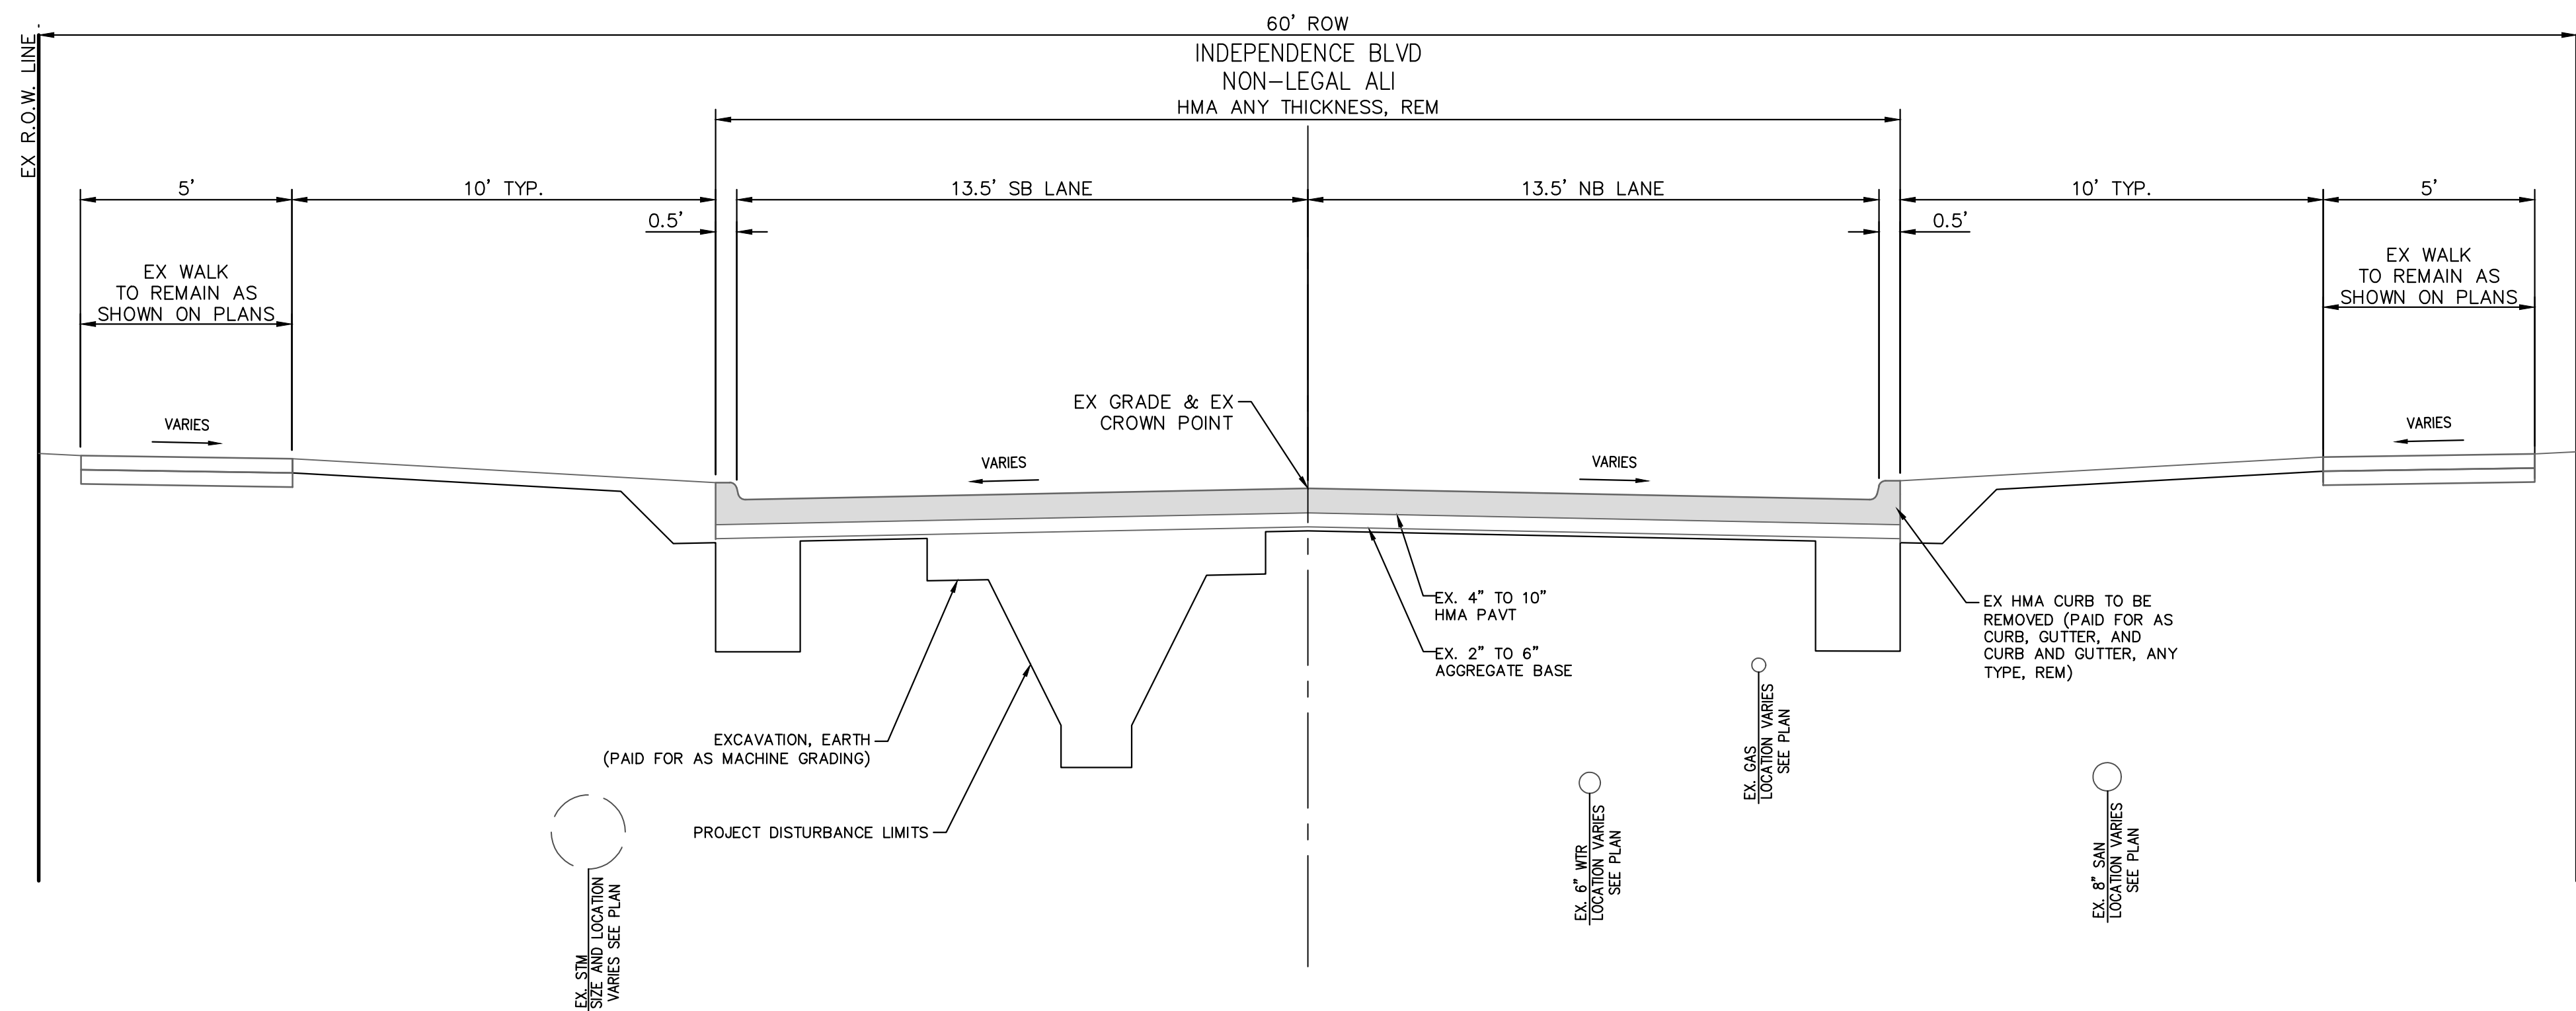 60' ROW
INDEPENDENCE BLVD
NON-LEGAL ALI
HMA ANY THICKNESS, REM
EX R.O.W. LINE
5'
10' TYP.
13.5' SB LANE
13.5' NB LANE
10' TYP.
5'
0.5'
0.5'
EX WALK
TO REMAIN AS
SHOWN ON PLANS
EX WALK
TO REMAIN AS
SHOWN ON PLANS
EX GRADE & EX
CROWN POINT
VARIES
VARIES
VARIES
VARIES
EX. 4" TO 10"
HMA PAVT
EX. 2" TO 6"
AGGREGATE BASE
EX HMA CURB TO BE
REMOVED (PAID FOR AS
CURB, GUTTER, AND
CURB AND GUTTER, ANY
TYPE, REM)
EXCAVATION, EARTH
(PAID FOR AS MACHINE GRADING)
PROJECT DISTURBANCE LIMITS
EX. STM
SIZE AND LOCATION
VARIES SEE PLAN
EX. 6" WTR
LOCATION VARIES
SEE PLAN
EX. GAS
LOCATION VARIES
SEE PLAN
EX. 8" SAN
LOCATION VARIES
SEE PLAN